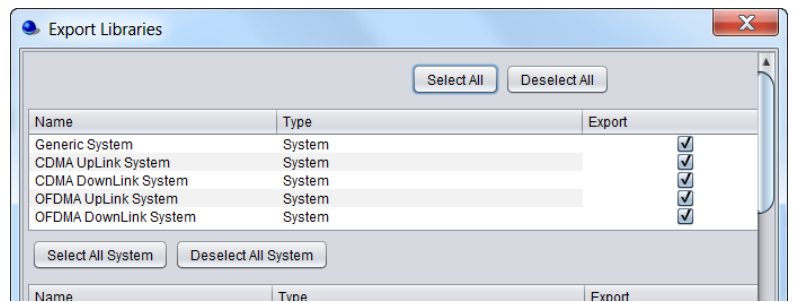 Export Libraries
X
Select All Deselect All
Name Type Export
Generic System System
CDMA UpLink System System
CDMA DownLink System System
OFDMA UpLink System System
OFDMA DownLink System System
Select All System Deselect All System
Name Type Export